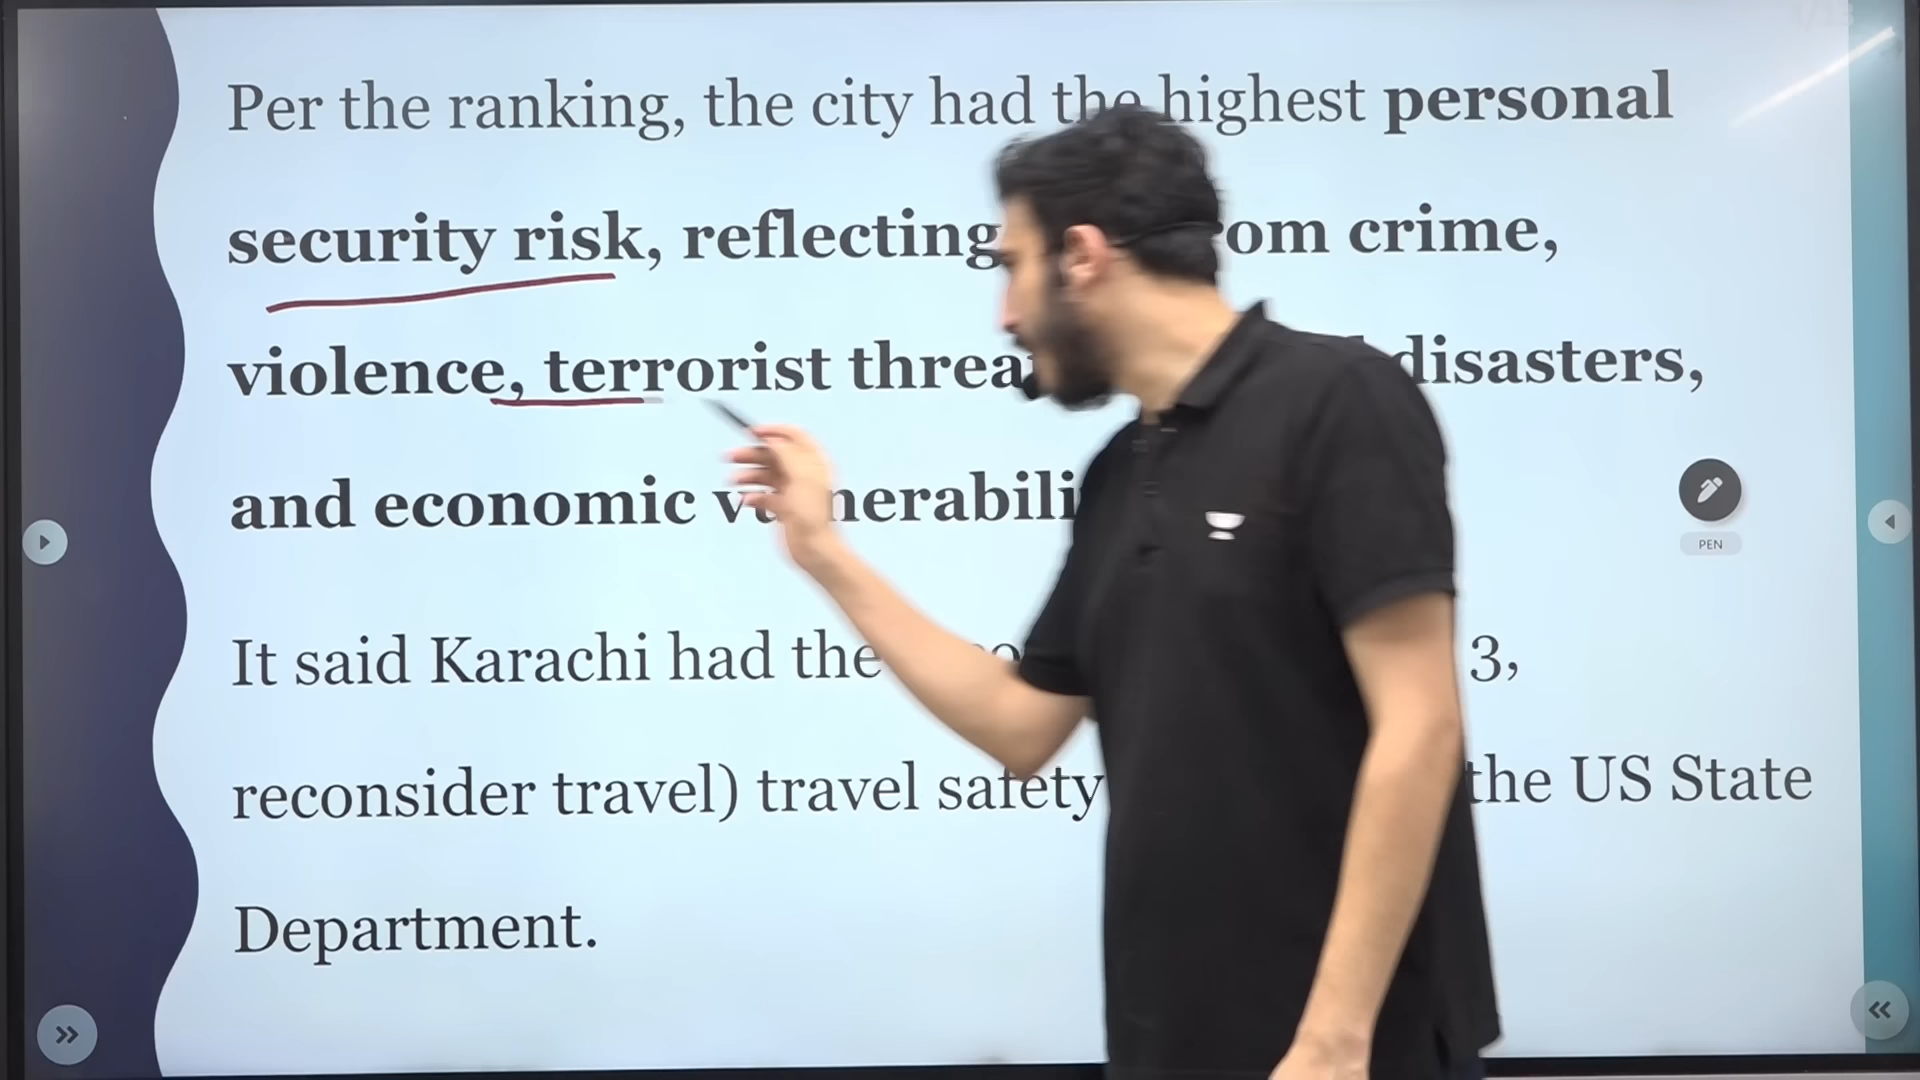 Per the ranking, the city had the highest personal
security risk, reflecting om crime,
violence, terrorist threa disasters,
and economic v nerabili
It said Karachi had the 3,
reconsider travel) travel safety the US State
Department.
PEN